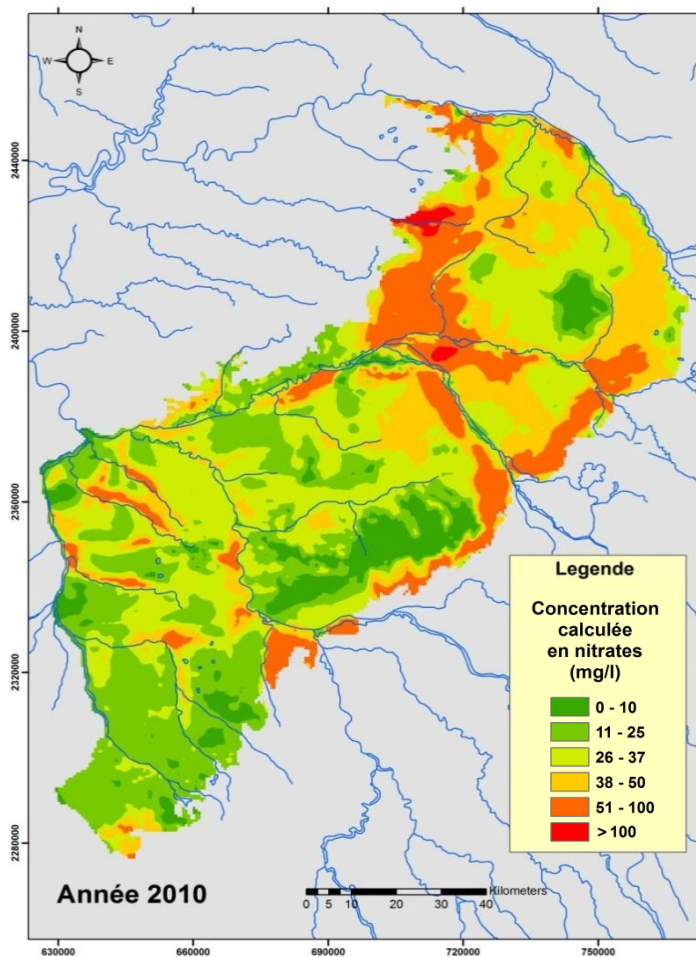 N
W E
S
2440000
2400000
2360000
2320000
2280000
Legende
Concentration
calculée
en nitrates
(mg/l)
0 - 10
11 - 25
26 - 37
38 - 50
51 - 100
> 100
Année 2010
Kilometers
0 5 10 20 30 40
630000 660000 690000 720000 750000